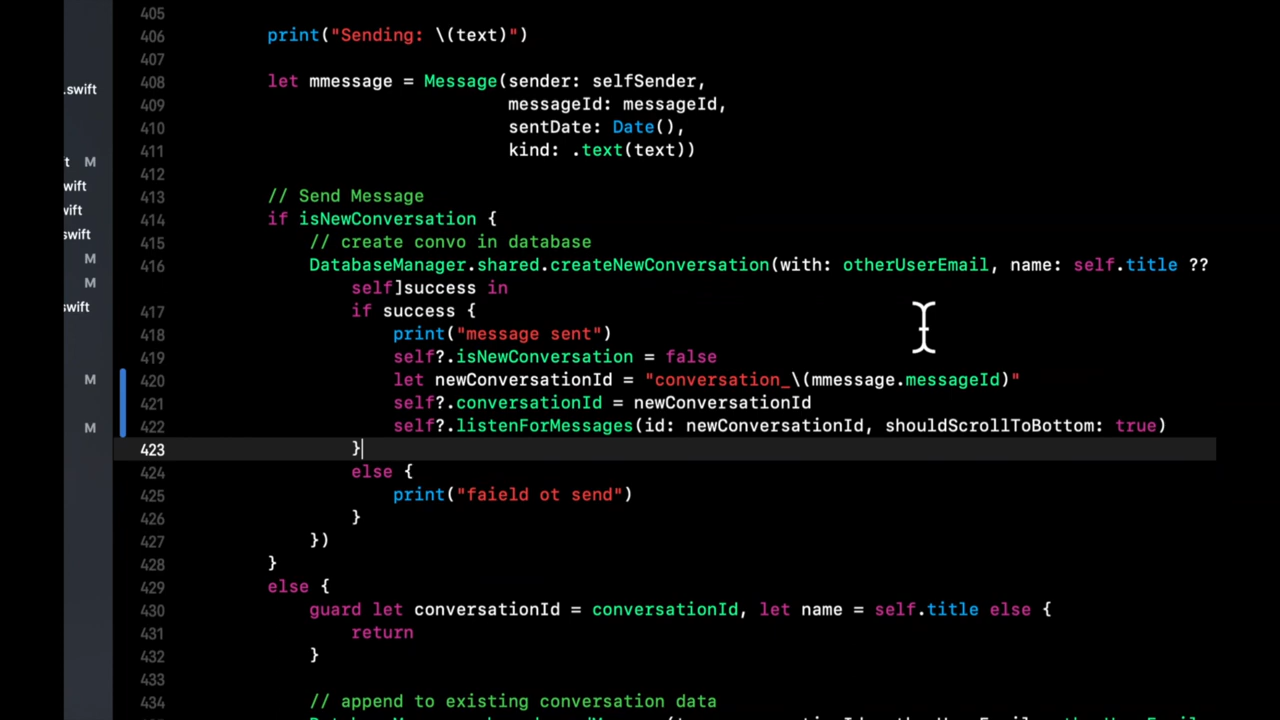 405
406 print("Sending: \(text)")
.swift
407
408 let mmessage = Message(sender: selfSender,
409 messageId: messageId,
410 sentDate: Date(),
t M
411 kind: .text(text))
wift
412
wift
413 // Send Message
swift
414 if isNewConversation {
M
415 // create convo in database
M
416 DatabaseManager.shared.createNewConversation(with: otherUserEmail, name: self.title ??
swift
self]success in
417 if success {
418 print("message sent")
419 self?.isNewConversation = false
M
420 let newConversationId = "conversation_\(mmessage.messageId)"
421 self?.conversationId = newConversationId
M
422 self?.listenForMessages(id: newConversationId, shouldScrollToBottom: true)
423 }
424 else {
425 print("faield ot send")
426 }
427 })
428 }
429 else {
430 guard let conversationId = conversationId, let name = self.title else {
431 return
432 }
433
434 // append to existing conversation data